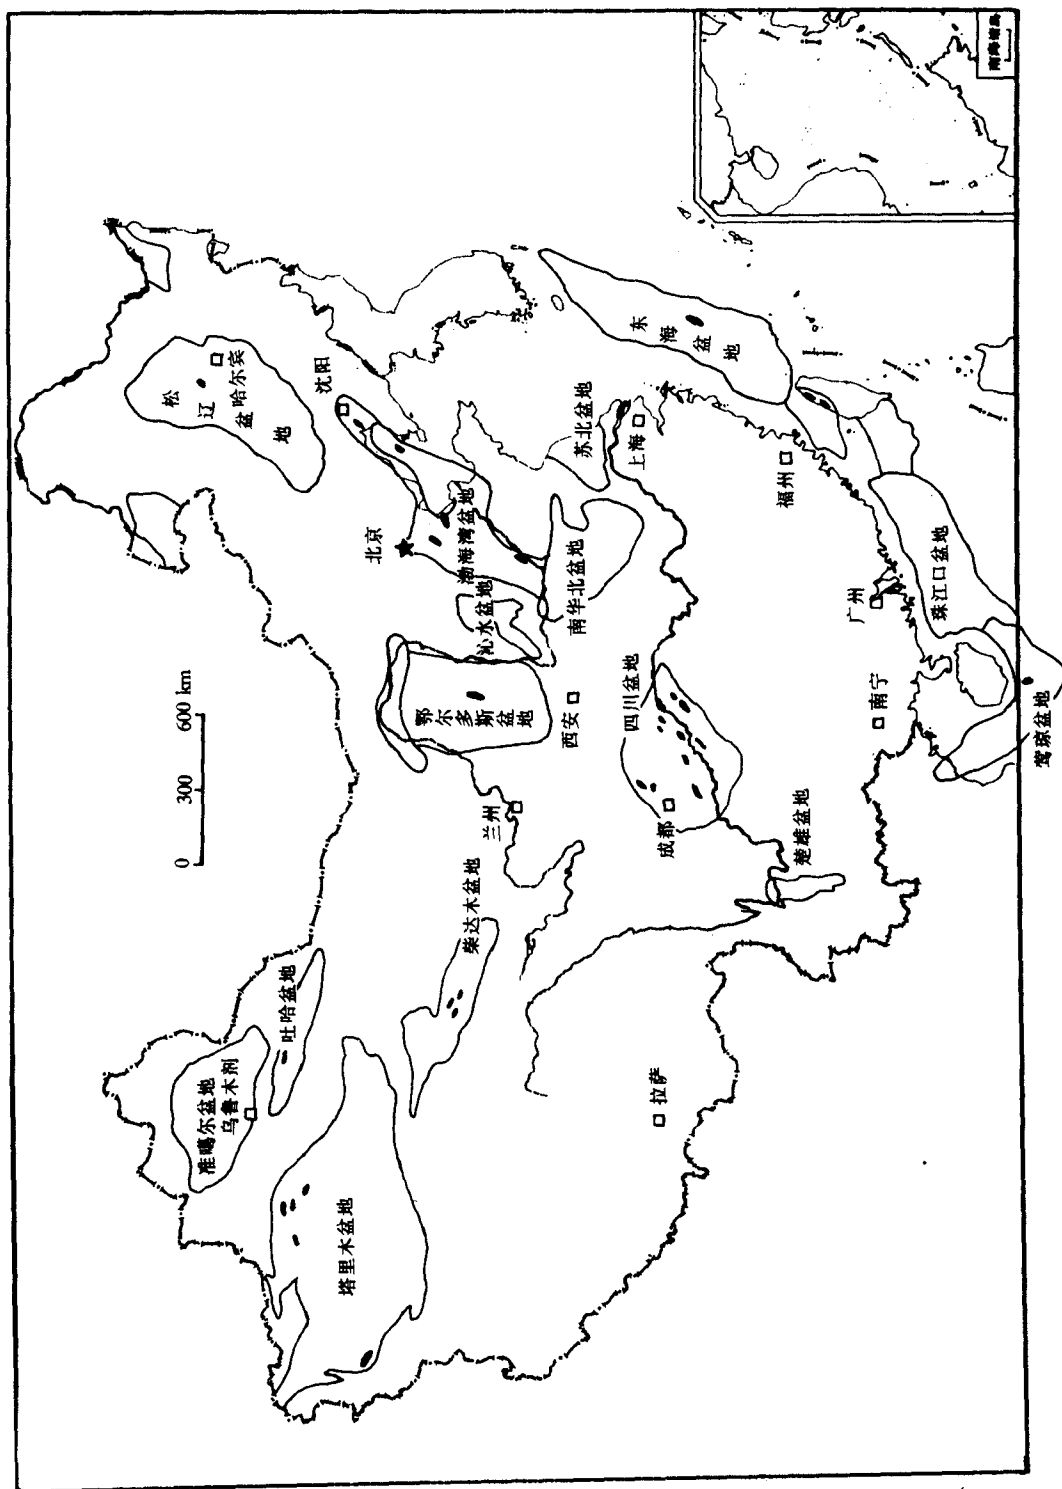 准噶尔盆地
乌鲁木剂
吐哈盆地
塔里木盆地
柴达木盆地
拉萨
0 300 600 km
兰州
鄂尔多斯盆地
西安
沁水盆地
渤海湾盆地
北京
南华北盆地
松辽盆地
哈尔宾
沈阳
苏北盆地
上海
东海盆地
四川盆地
成都
楚雄盆地
福州
广州
南宁
珠江口盆地
莺琼盆地
南海诸岛